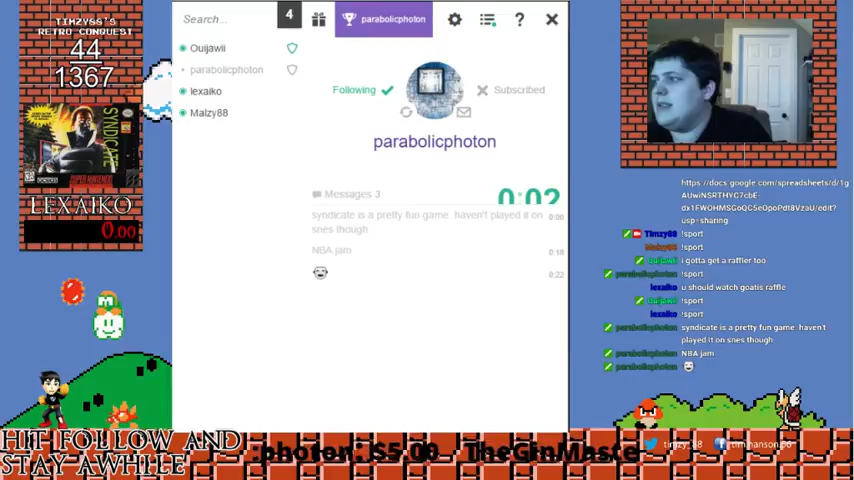 TIMZY88'S
RETRO CONQUEST
44
1367
SYNDICATE
SUPER NINTENDO
LEXAIKO
0.00
HIT FOLLOW AND
STAY AWHILE
Search...
4
parabolicphoton
?
Ouijawii
parabolicphoton
lexaiko
Malzy88
Following
Subscribed
parabolicphoton
Messages 3
0:02
syndicate is a pretty fun game. haven't played it on
snes though
0:00
NBA jam
0:18
0:22
https://docs.google.com/spreadsheets/d/1g
usp=sharing
Timzy88 !sport
Malzy88 !sport
Ouijawii i gotta get a raffler too
parabolicphoton !sport
lexaiko u should watch goatis raffle
Ouijawii !sport
lexaiko !sport
parabolicphoton syndicate is a pretty fun game. haven't
played it on snes though
parabolicphoton NBA jam
parabolicphoton
timzy_88
photon: $5.00 TheGinMaste